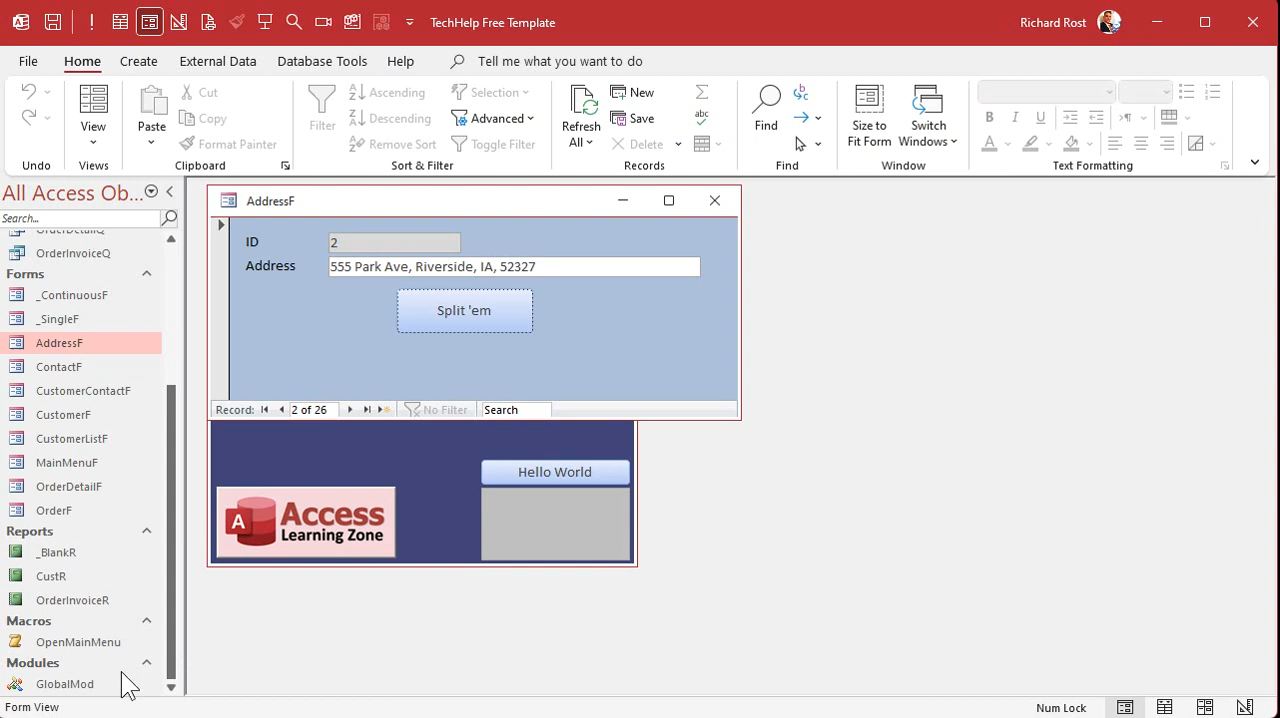 TechHelp Free Template
Richard Rost
File Home Create External Data Database Tools Help Tell me what you want to do
Undo
View
Views
Paste
Cut
Copy
Format Painter
Clipboard
Filter
Ascending
Descending
Remove Sort
Selection
Advanced
Toggle Filter
Sort & Filter
Refresh
All
New
Save
Delete
Records
Find
Find
Size to
Fit Form
Switch
Windows
Window
B I U
A
Text Formatting
All Access Ob...
Search...
OrderDetailQ
OrderInvoiceQ
Forms
_ContinuousF
_SingleF
AddressF
ContactF
CustomerContactF
CustomerF
CustomerListF
MainMenuF
OrderDetailF
OrderF
Reports
_BlankR
CustR
OrderInvoiceR
Macros
OpenMainMenu
Modules
GlobalMod
AddressF
ID 2
Address 555 Park Ave, Riverside, IA, 52327
Split 'em
Record: 2 of 26 No Filter Search
Hello World
A Access
Learning Zone
Form View
Num Lock